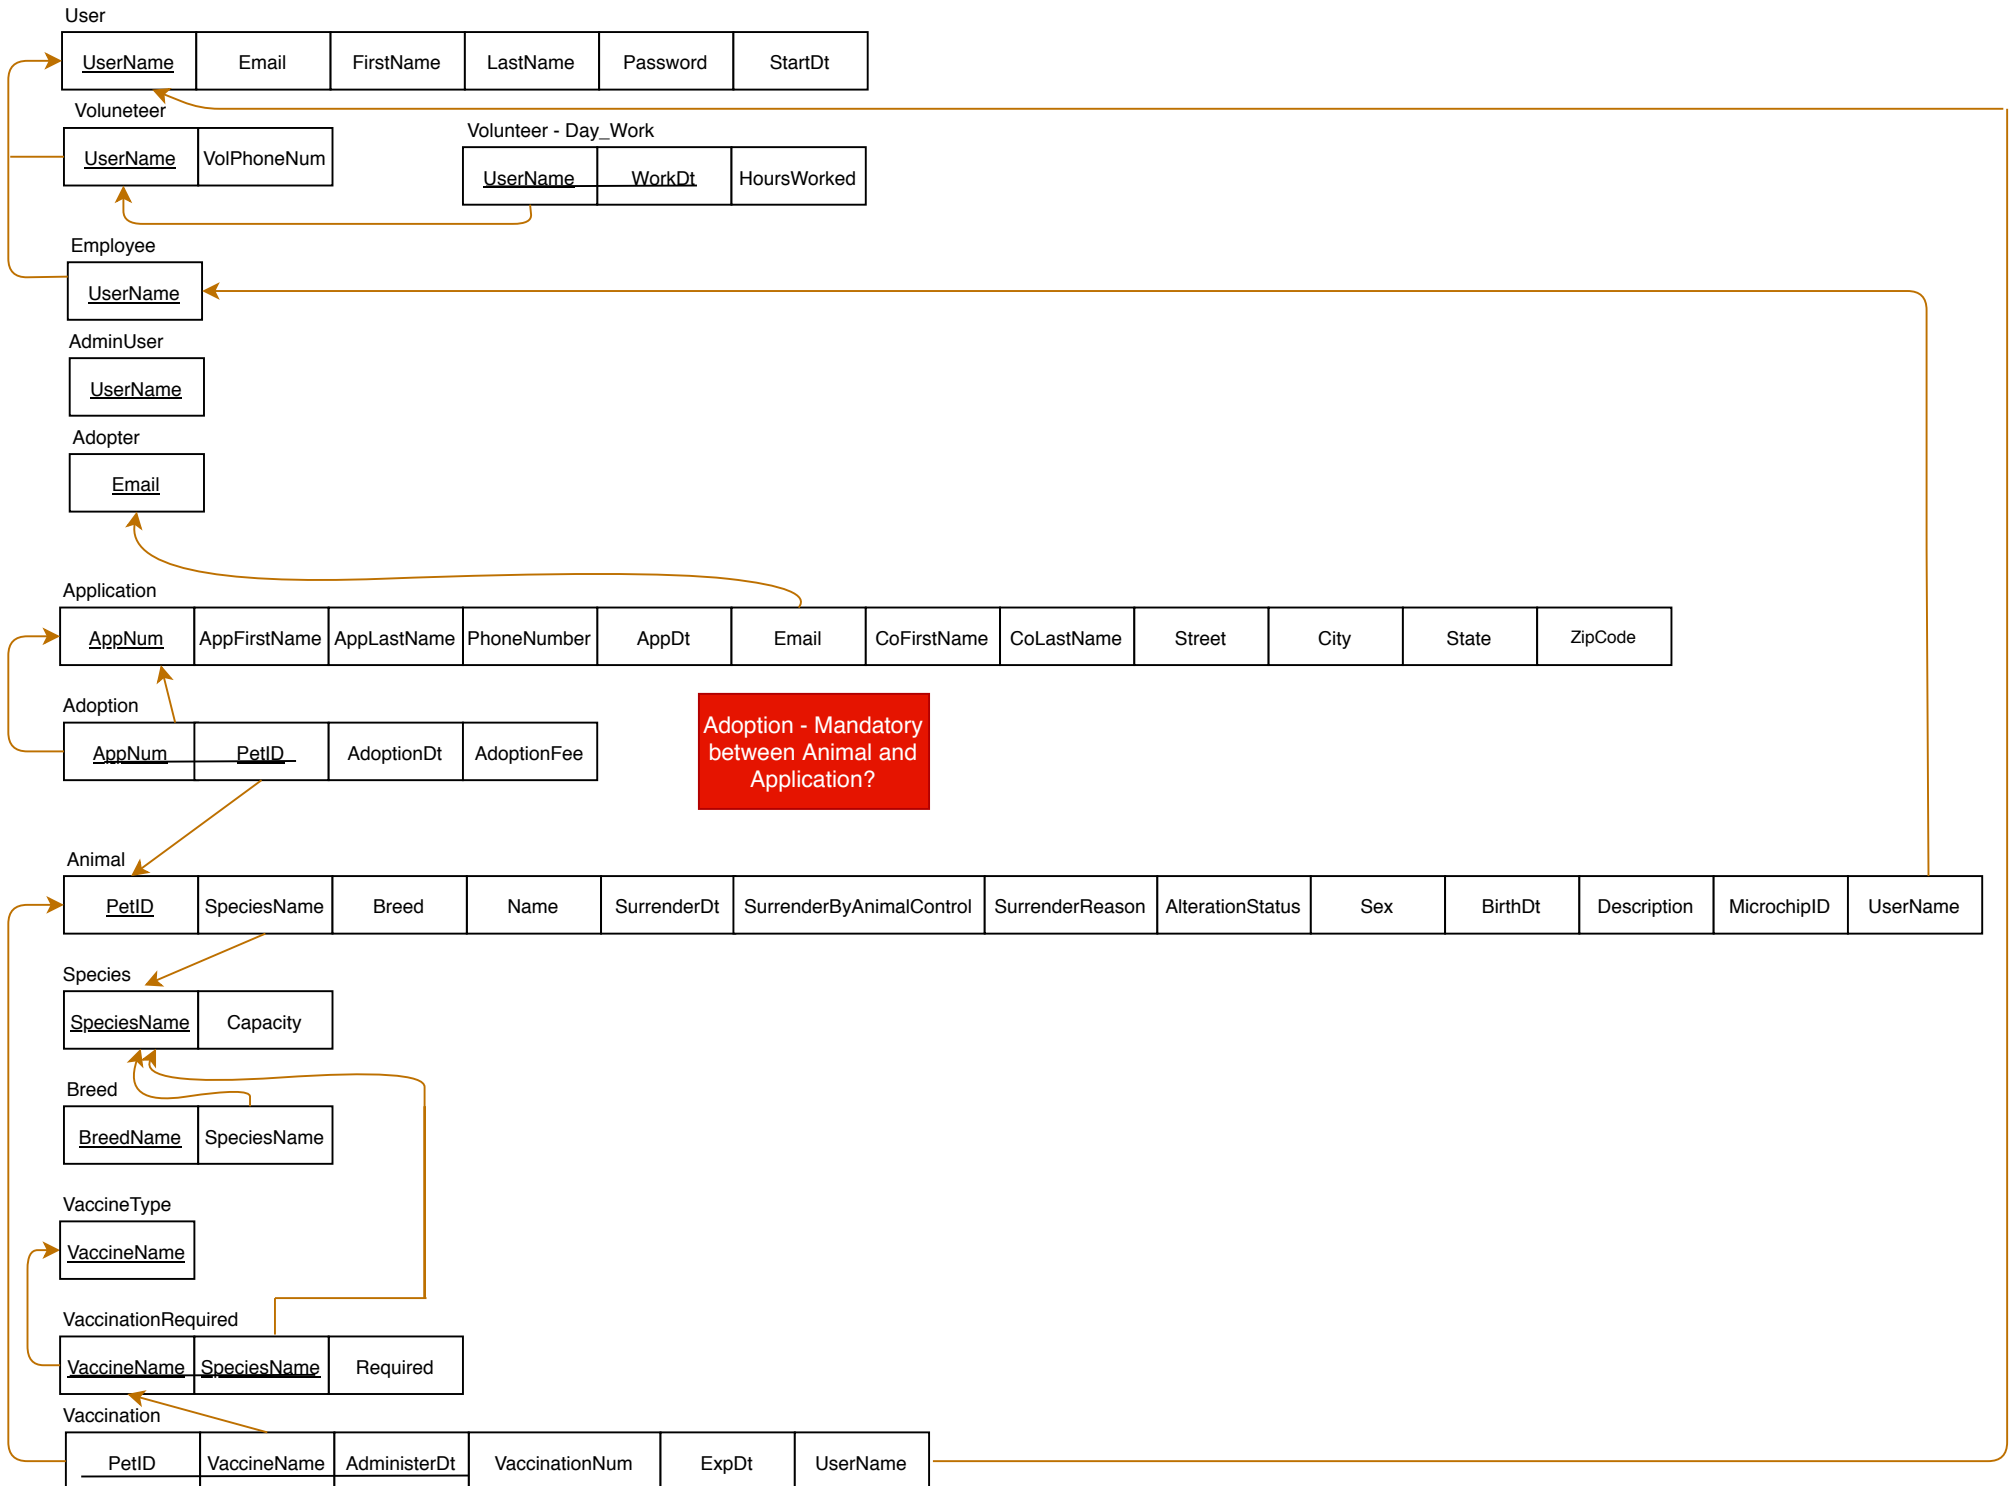 User
UserName Email FirstName LastName Password StartDt
Voluneteer
UserName VolPhoneNum
Volunteer - Day_Work
UserName WorkDt HoursWorked
Employee
UserName
AdminUser
UserName
Adopter
Email
Application
AppNum AppFirstName AppLastName PhoneNumber AppDt Email CoFirstName CoLastName Street City State ZipCode
Adoption
AppNum PetID AdoptionDt AdoptionFee
Adoption - Mandatory
between Animal and
Application?
Animal
PetID SpeciesName Breed Name SurrenderDt SurrenderByAnimalControl SurrenderReason AlterationStatus Sex BirthDt Description MicrochipID UserName
Species
SpeciesName Capacity
Breed
BreedName SpeciesName
VaccineType
VaccineName
VaccinationRequired
VaccineName SpeciesName Required
Vaccination
PetID VaccineName AdministerDt VaccinationNum ExpDt UserName